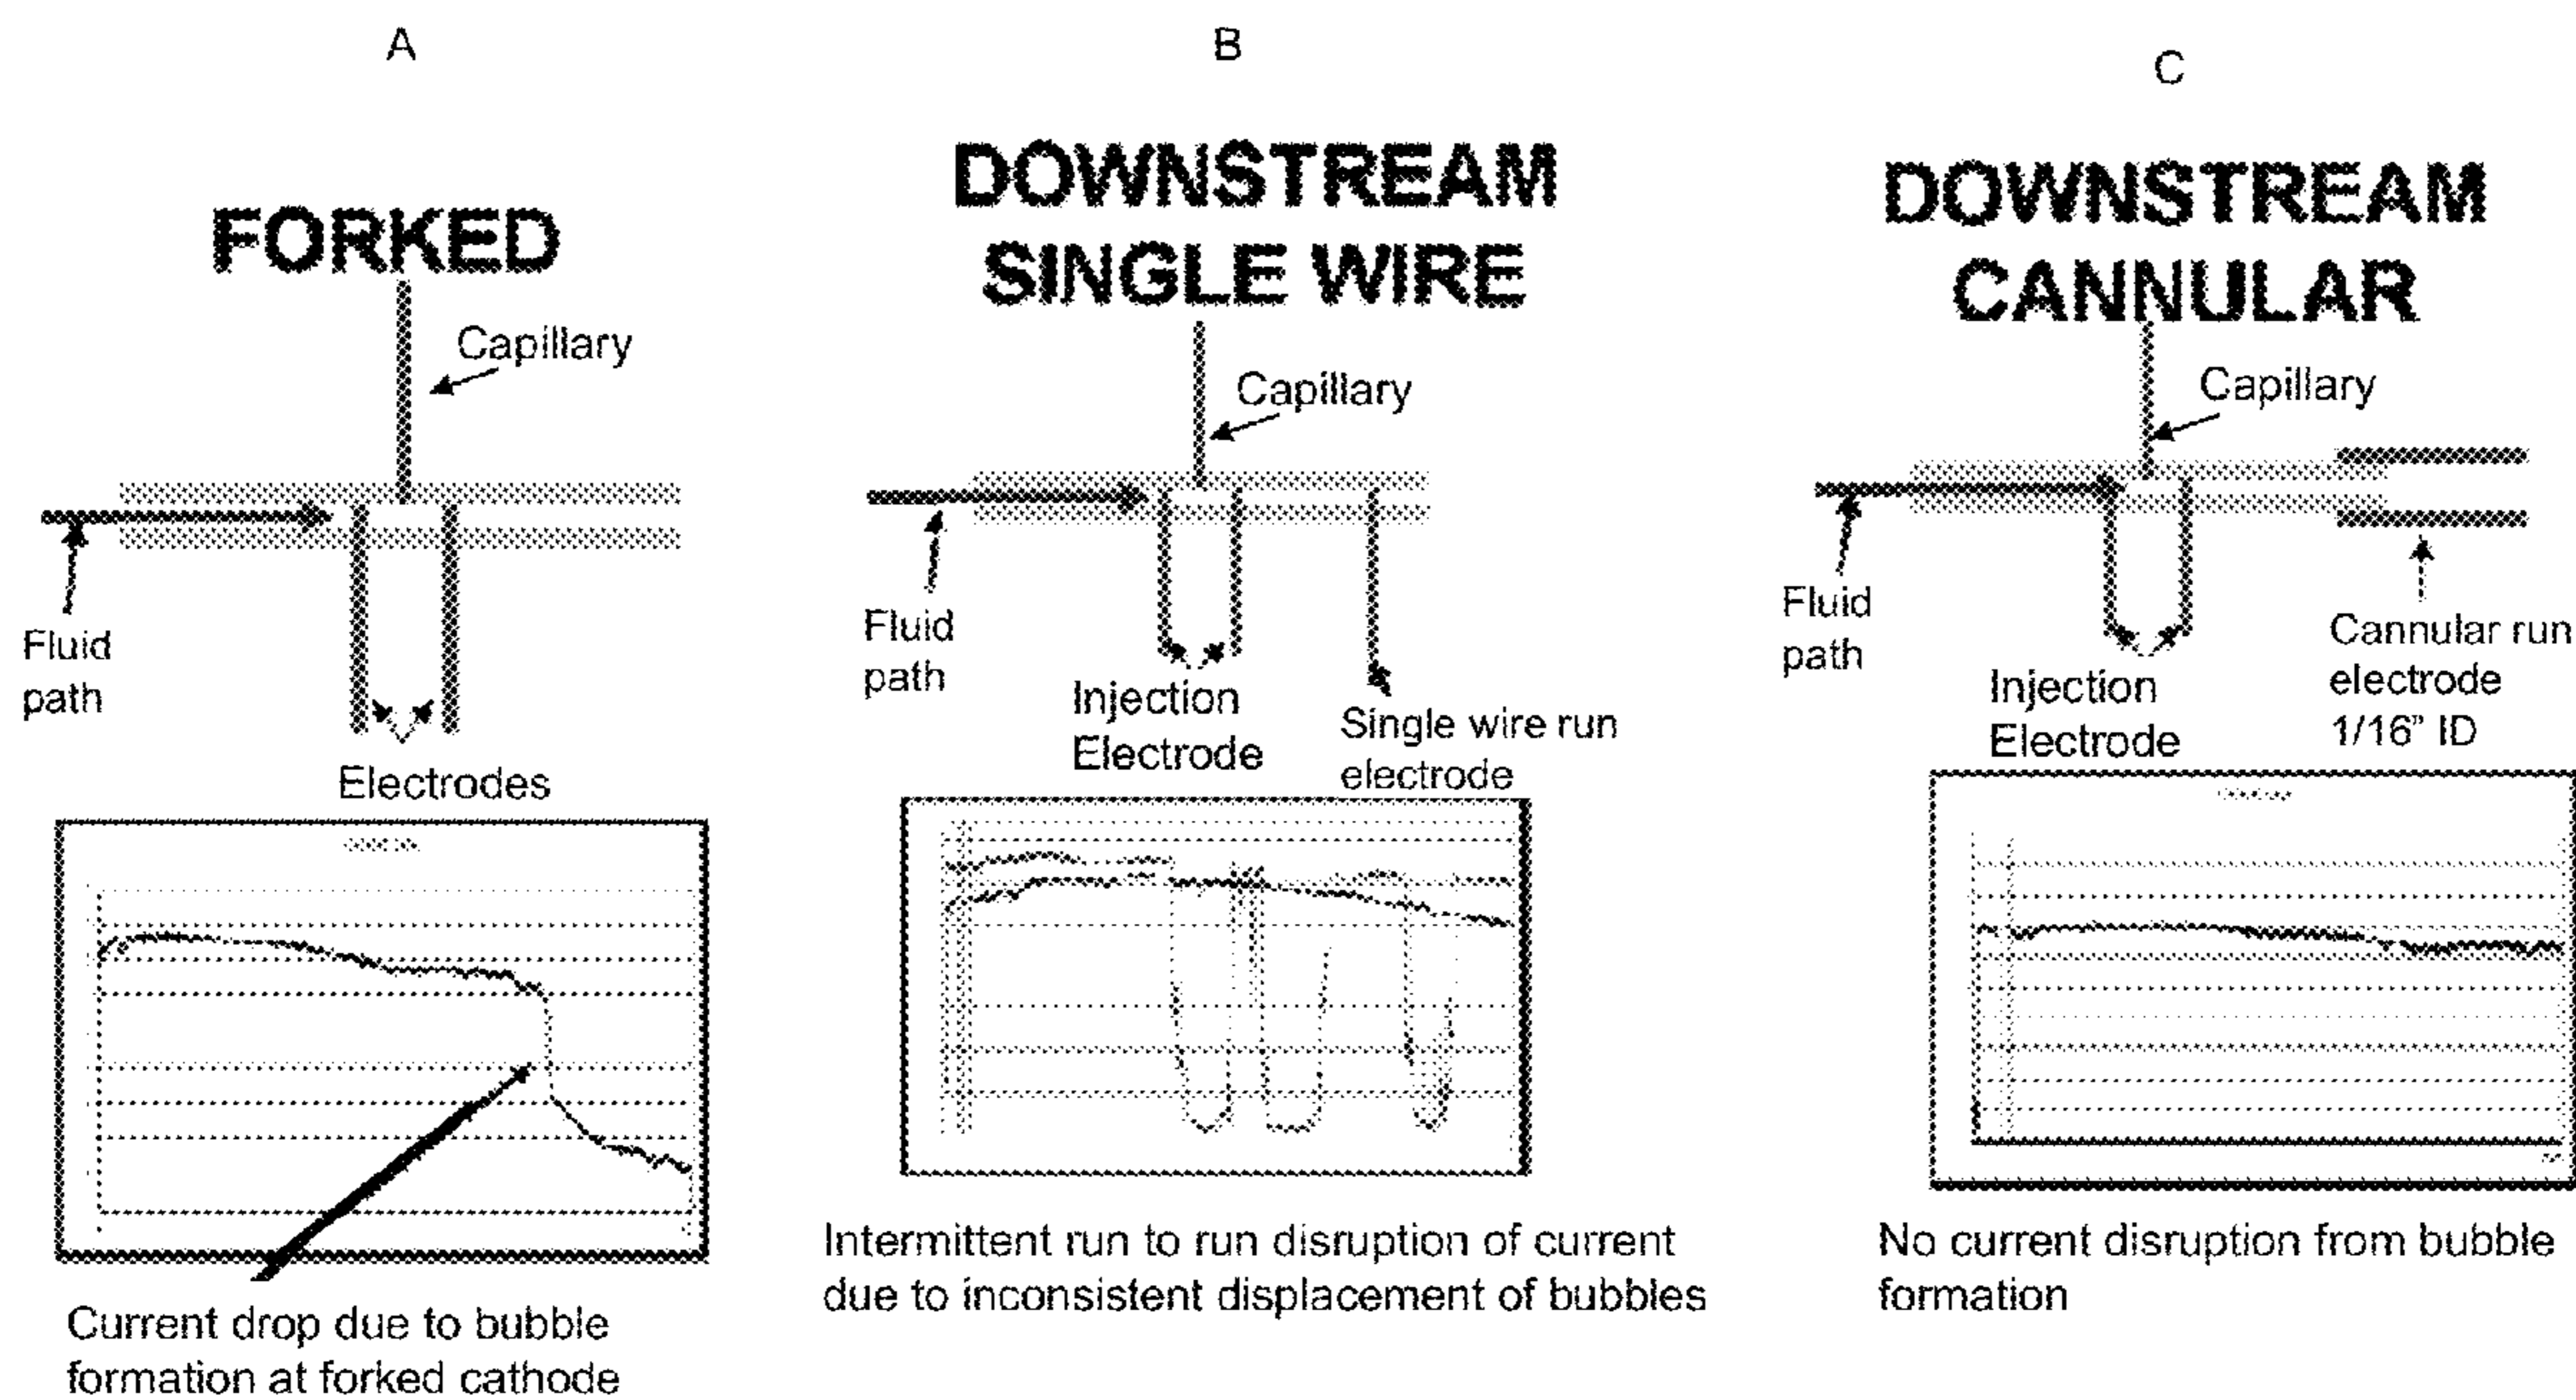 A
FORKED
Capillary
Fluid
path
Electrodes
Current drop due to bubble
formation at forked cathode
B
DOWNSTREAM
SINGLE WIRE
Capillary
Fluid
path
Injection
Electrode
Single wire run
electrode
Intermittent run to run disruption of current
due to inconsistent displacement of bubbles
C
DOWNSTREAM
CANNULAR
Capillary
Fluid
path
Injection
Electrode
Cannular run
electrode
1/16” ID
No current disruption from bubble
formation